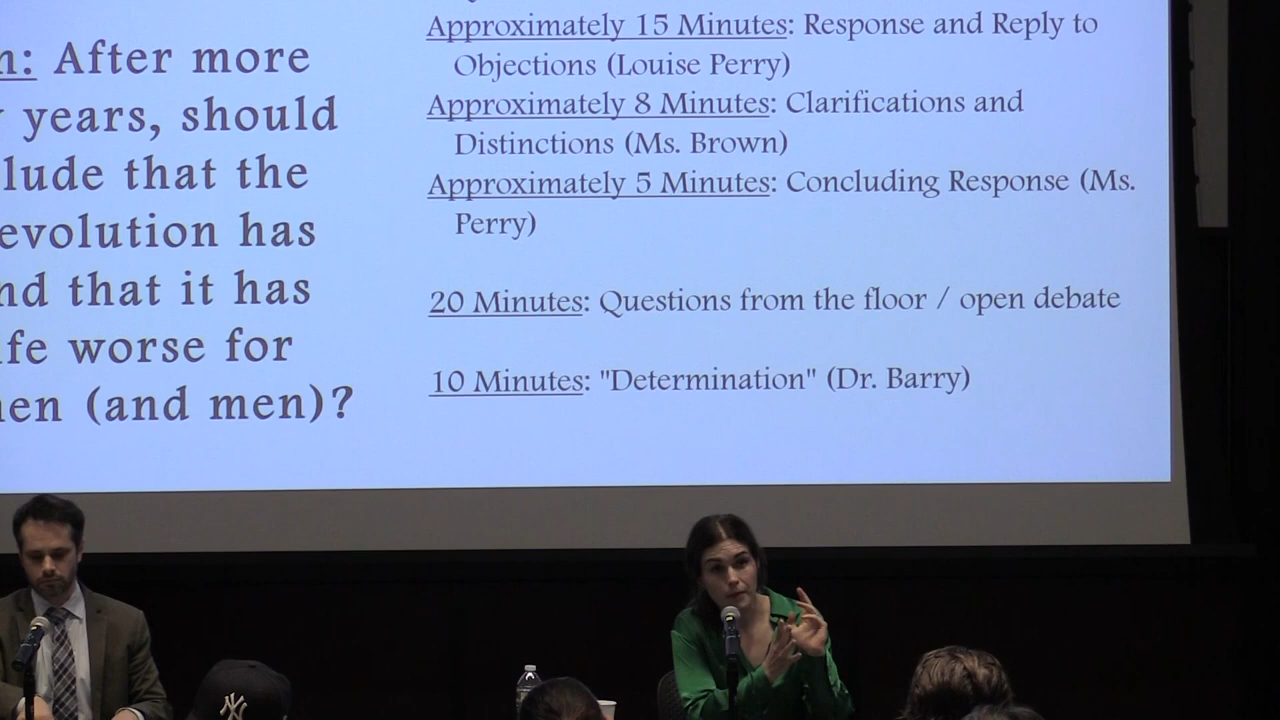 n: After more
years, should
lude that the
evolution has
nd that it has
fe worse for
en (and men)?
Approximately 15 Minutes: Response and Reply to
Objections (Louise Perry)
Approximately 8 Minutes: Clarifications and
Distinctions (Ms. Brown)
Approximately 5 Minutes: Concluding Response (Ms.
Perry)
20 Minutes: Questions from the floor / open debate
10 Minutes: "Determination" (Dr. Barry)
NY